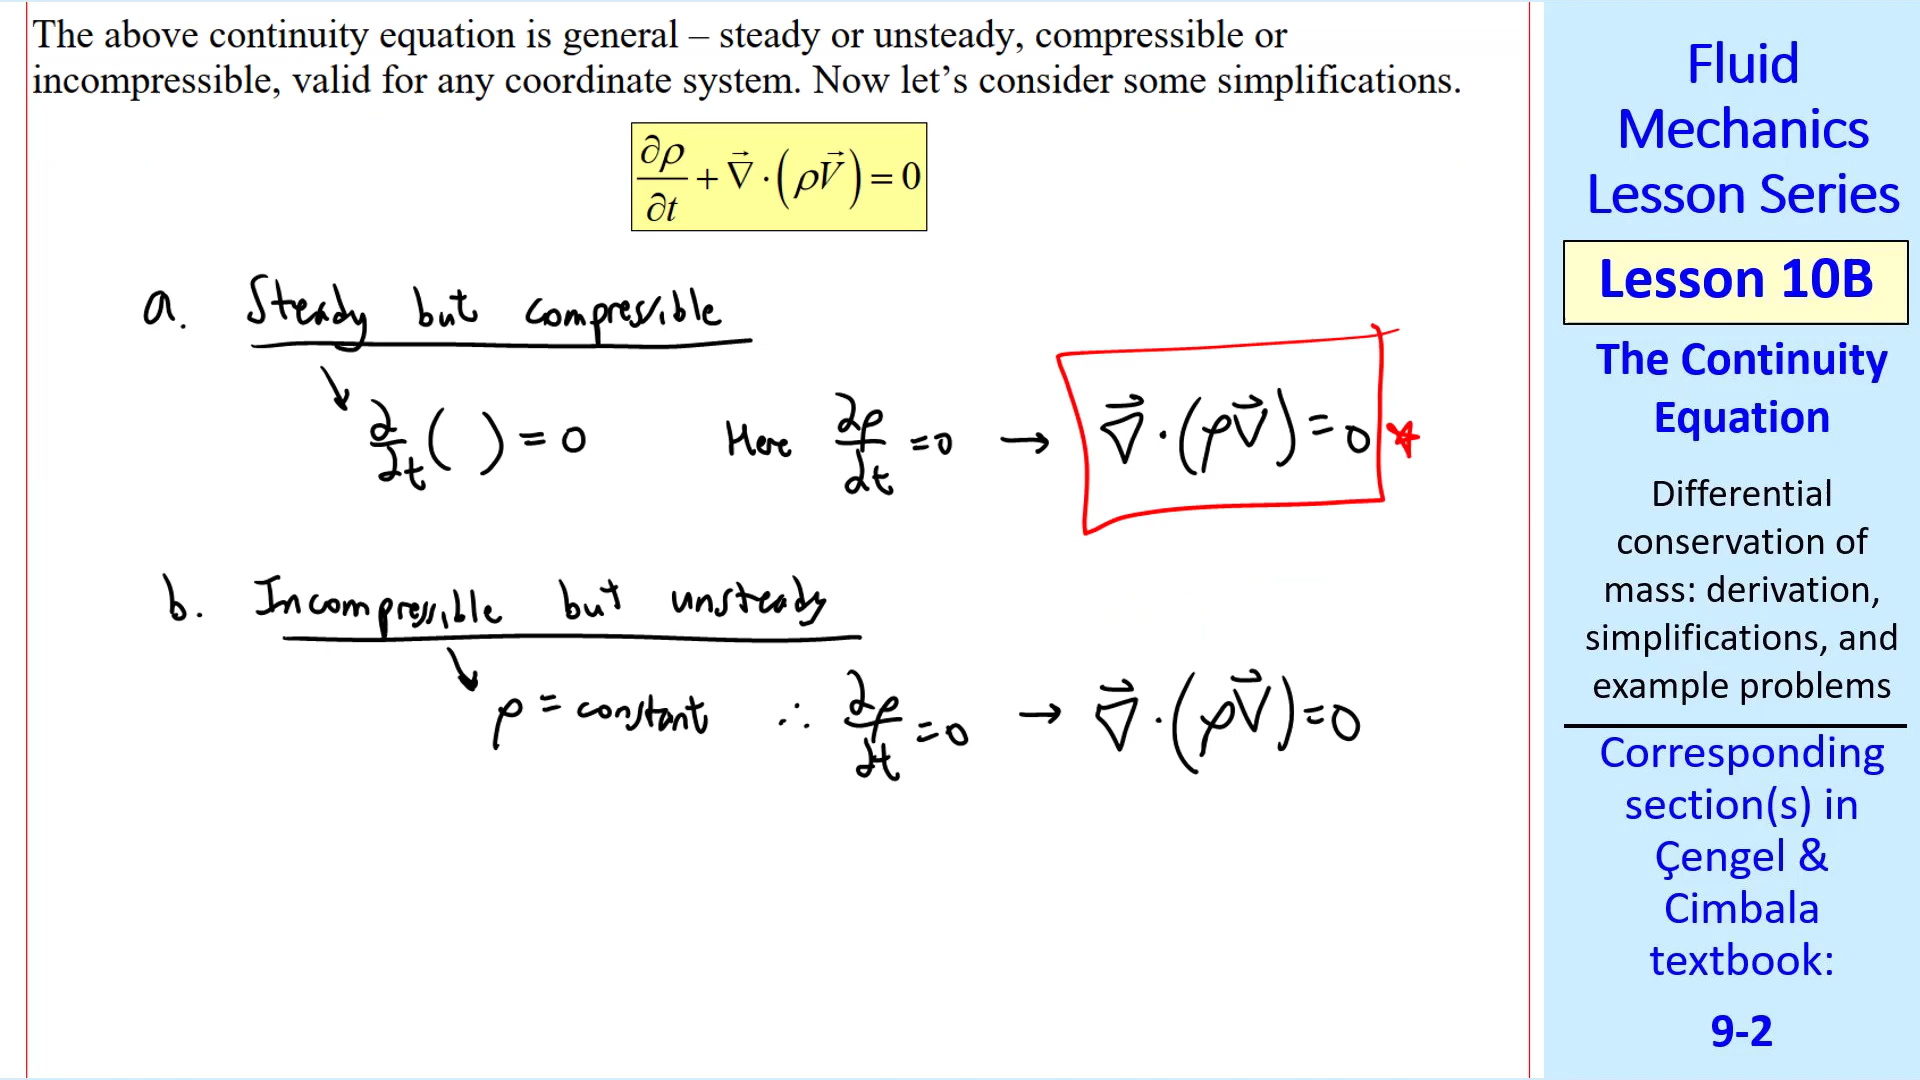 The above continuity equation is general – steady or unsteady, compressible or
incompressible, valid for any coordinate system. Now let's consider some simplifications.
∂ρ/∂t + ∇⃗ · (ρV⃗) = 0
a. Steady but compressible
∂/∂t ( ) = 0 Here ∂ρ/∂t = 0 → ∇⃗ · (ρV⃗) = 0 ★
b. Incompressible but unsteady
ρ = constant ∴ ∂ρ/∂t = 0 → ∇⃗ · (ρV⃗) = 0
Fluid
Mechanics
Lesson Series
Lesson 10B
The Continuity
Equation
Differential
conservation of
mass: derivation,
simplifications, and
example problems
Corresponding
section(s) in
Çengel &
Cimbala
textbook:
9-2